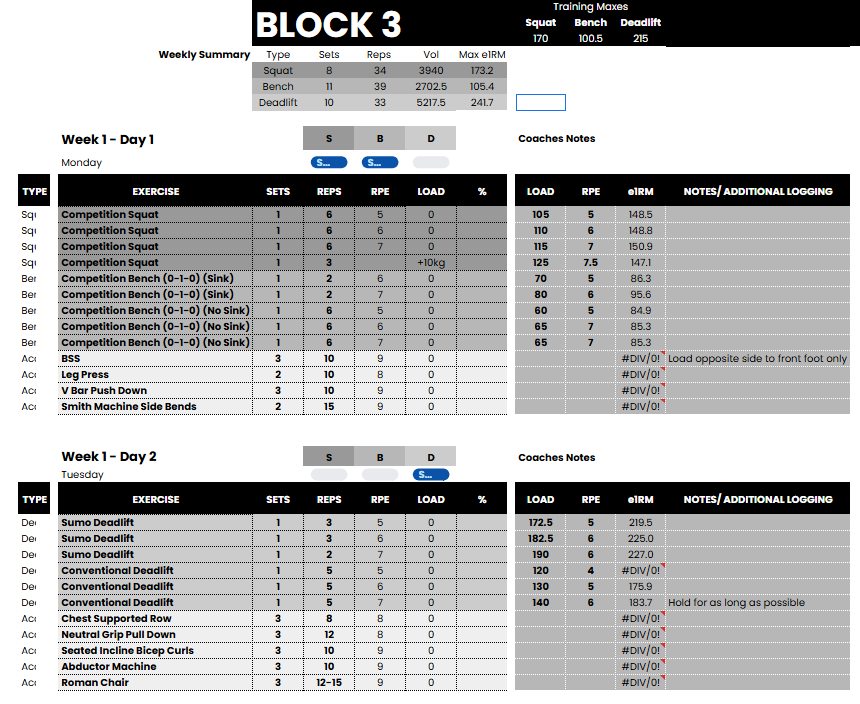 BLOCK 3
Training Maxes
Squat Bench Deadlift
170 100.5 215
Weekly Summary Type Sets Reps Vol Max e1RM
Squat 8 34 3940 173.2
Bench 11 39 2702.5 105.4
Deadlift 10 33 5217.5 241.7
Week 1 - Day 1 S B D Coaches Notes
Monday S... S...
TYPE EXERCISE SETS REPS RPE LOAD % LOAD RPE e1RM NOTES/ ADDITIONAL LOGGING
Squ Competition Squat 1 6 5 0 105 5 148.5
Squ Competition Squat 1 6 6 0 110 6 148.8
Squ Competition Squat 1 6 7 0 115 7 150.9
Squ Competition Squat 1 3 +10kg 125 7.5 147.1
Ber Competition Bench (0-1-0) (Sink) 1 2 6 0 70 5 86.3
Ber Competition Bench (0-1-0) (Sink) 1 2 7 0 80 6 95.6
Ber Competition Bench (0-1-0) (No Sink) 1 6 5 0 60 5 84.9
Ber Competition Bench (0-1-0) (No Sink) 1 6 6 0 65 7 85.3
Ber Competition Bench (0-1-0) (No Sink) 1 6 7 0 65 7 85.3
Acc BSS 3 10 9 0 #DIV/0! Load opposite side to front foot only
Acc Leg Press 2 10 8 0 #DIV/0!
Acc V Bar Push Down 3 10 9 0 #DIV/0!
Acc Smith Machine Side Bends 2 15 9 0 #DIV/0!
Week 1 - Day 2 S B D Coaches Notes
Tuesday S...
TYPE EXERCISE SETS REPS RPE LOAD % LOAD RPE e1RM NOTES/ ADDITIONAL LOGGING
Dec Sumo Deadlift 1 3 5 0 172.5 5 219.5
Dec Sumo Deadlift 1 3 6 0 182.5 6 225.0
Dec Sumo Deadlift 1 2 7 0 190 6 227.0
Dec Conventional Deadlift 1 5 5 0 120 4 #DIV/0!
Dec Conventional Deadlift 1 5 6 0 130 5 175.9
Dec Conventional Deadlift 1 5 7 0 140 6 183.7 Hold for as long as possible
Acc Chest Supported Row 3 8 8 0 #DIV/0!
Acc Neutral Grip Pull Down 3 12 8 0 #DIV/0!
Acc Seated Incline Bicep Curls 3 10 9 0 #DIV/0!
Acc Abductor Machine 3 10 9 0 #DIV/0!
Acc Roman Chair 3 12-15 9 0 #DIV/0!